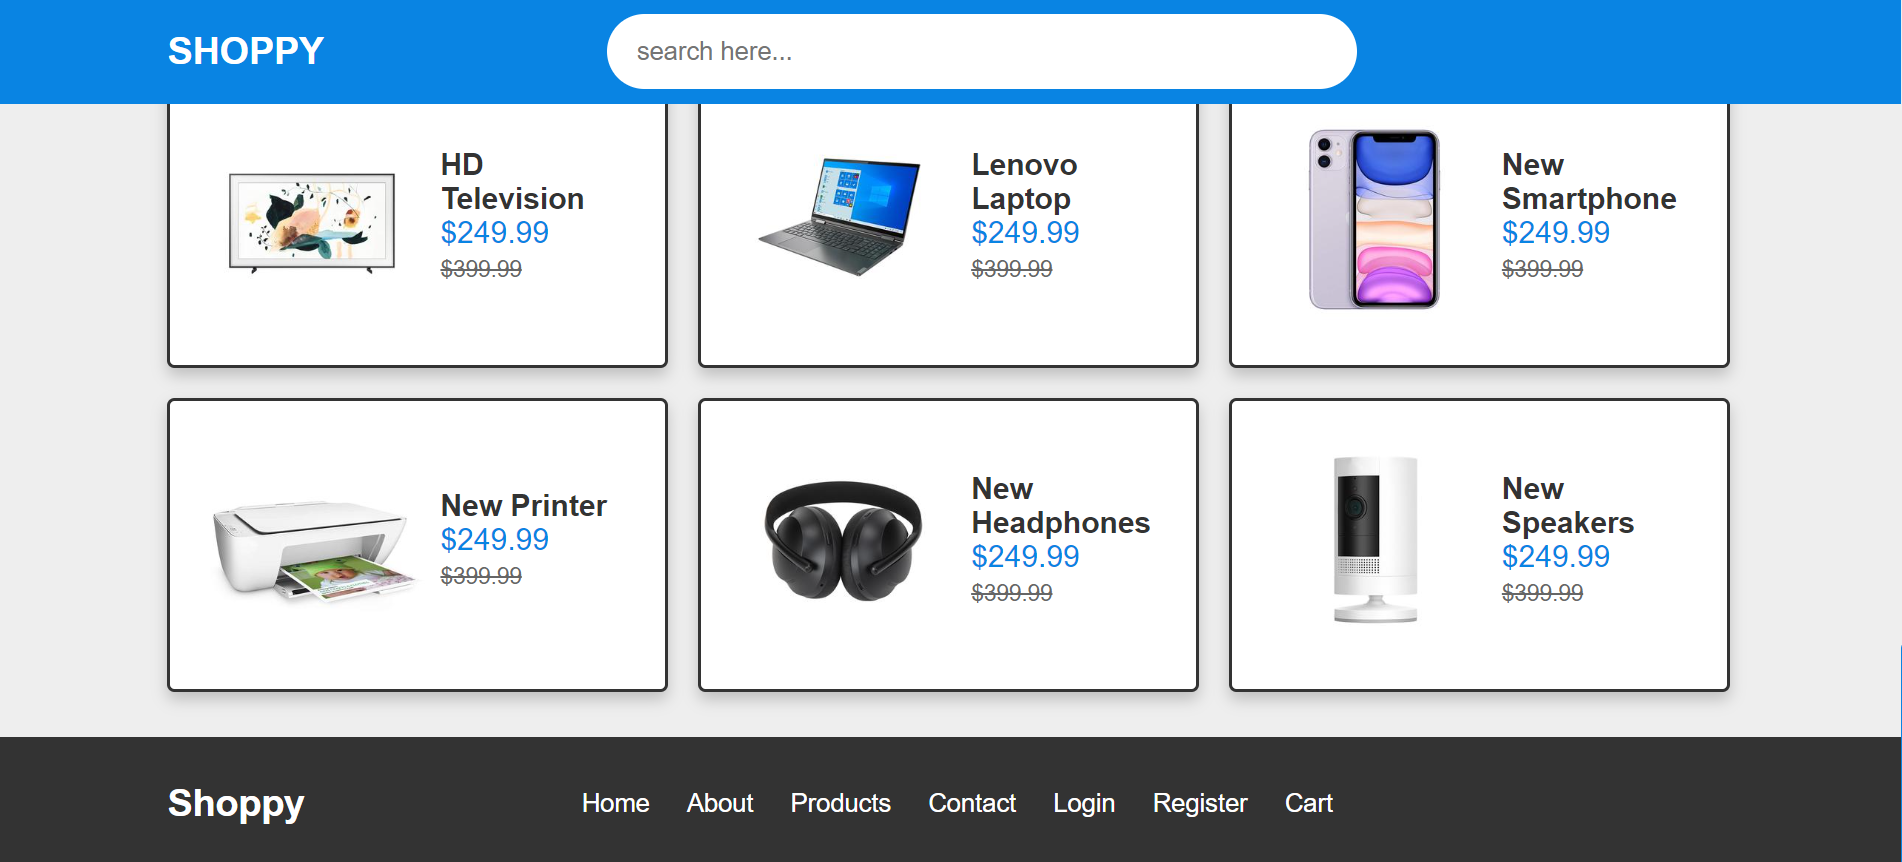 SHOPPY
search here...
HD
Television
$249.99
$399.99
Lenovo
Laptop
$249.99
$399.99
New
Smartphone
$249.99
$399.99
New Printer
$249.99
$399.99
New
Headphones
$249.99
$399.99
New
Speakers
$249.99
$399.99
Shoppy
Home About Products Contact Login Register Cart